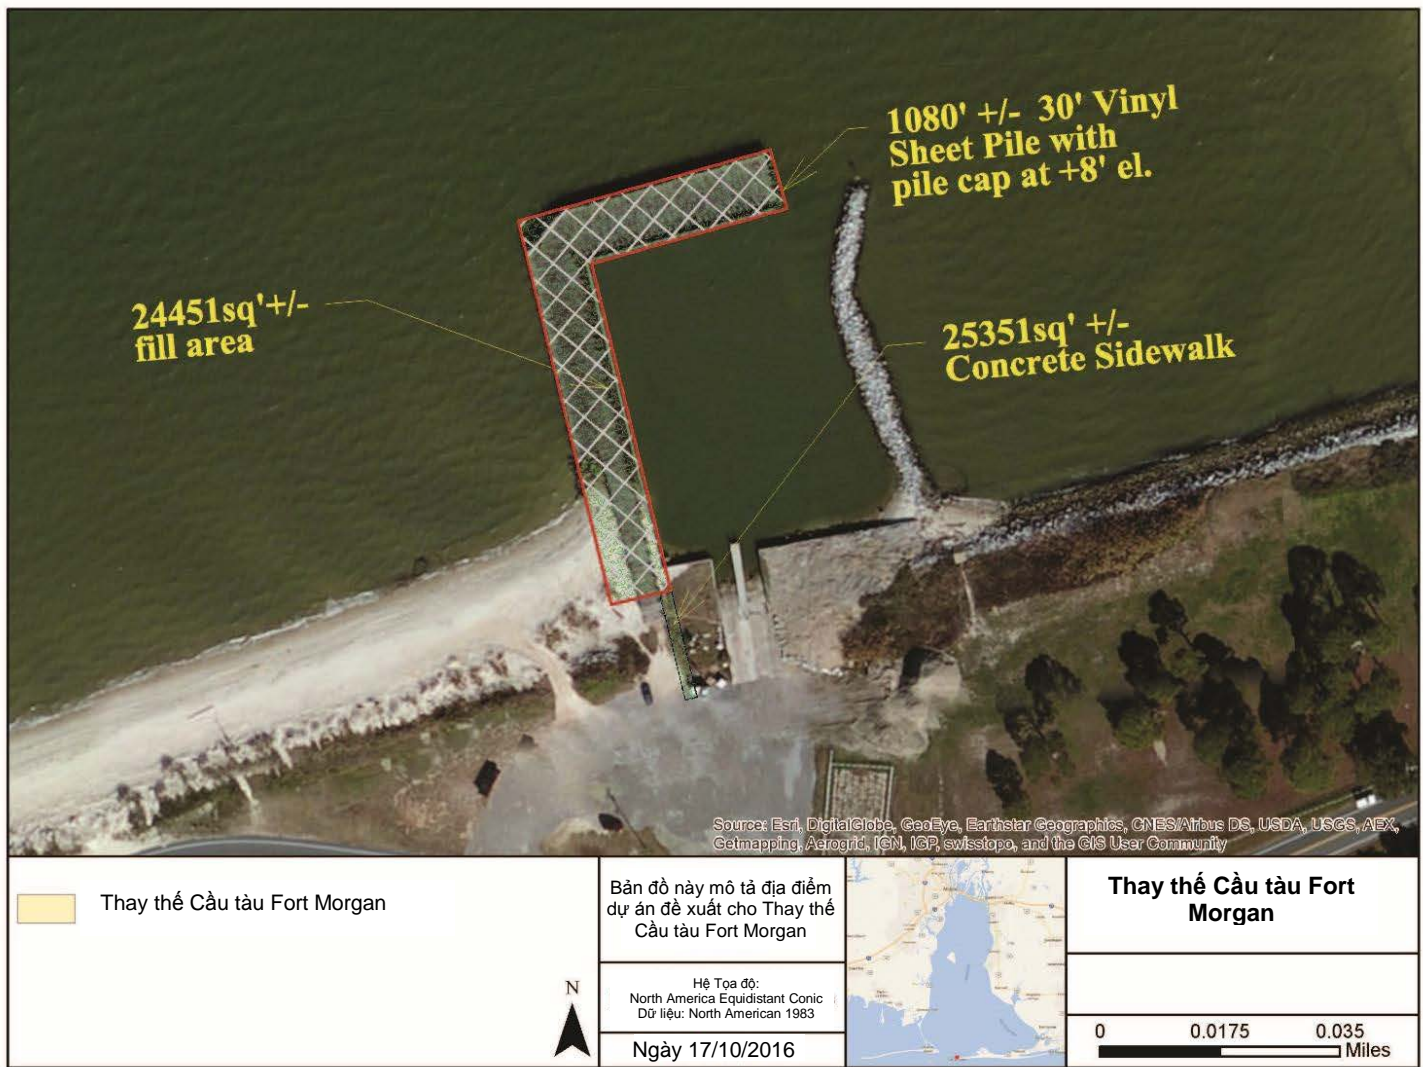 1080' +/- 30' Vinyl
Sheet Pile with
pile cap at +8' el.
24451sq'+/-
fill area
25351sq' +/-
Concrete Sidewalk
Source: Esri, DigitalGlobe, GeoEye, Earthstar Geographics, CNES/Airbus DS, USDA, USGS, AEX,
Getmapping, Aerogrid, IGN, IGP, swisstopo, and the GIS User Community
Thay thế Cầu tàu Fort Morgan
N
Bản đồ này mô tả địa điểm
dự án đề xuất cho Thay thế
Cầu tàu Fort Morgan
Hệ Tọa độ:
North America Equidistant Conic
Dữ liệu: North American 1983
Ngày 17/10/2016
Thay thế Cầu tàu Fort
Morgan
0 0.0175 0.035
Miles